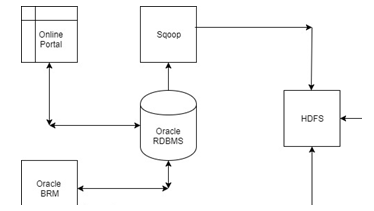 Online
Portal
Sqoop
Oracle
RDBMS
HDFS
Oracle
BRM